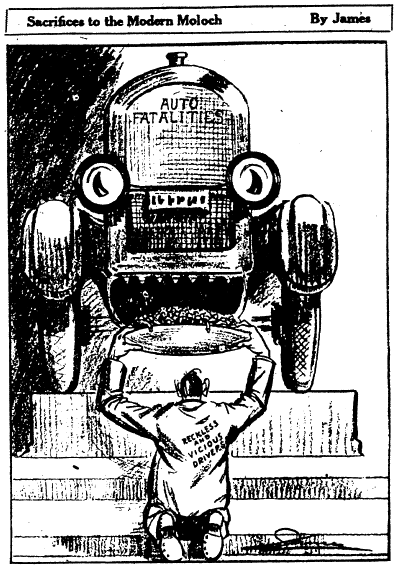 Sacrifices to the Modern Moloch By James
AUTO
FATALITIES
RECKLESS
AND
VICIOUS
DRIVERS